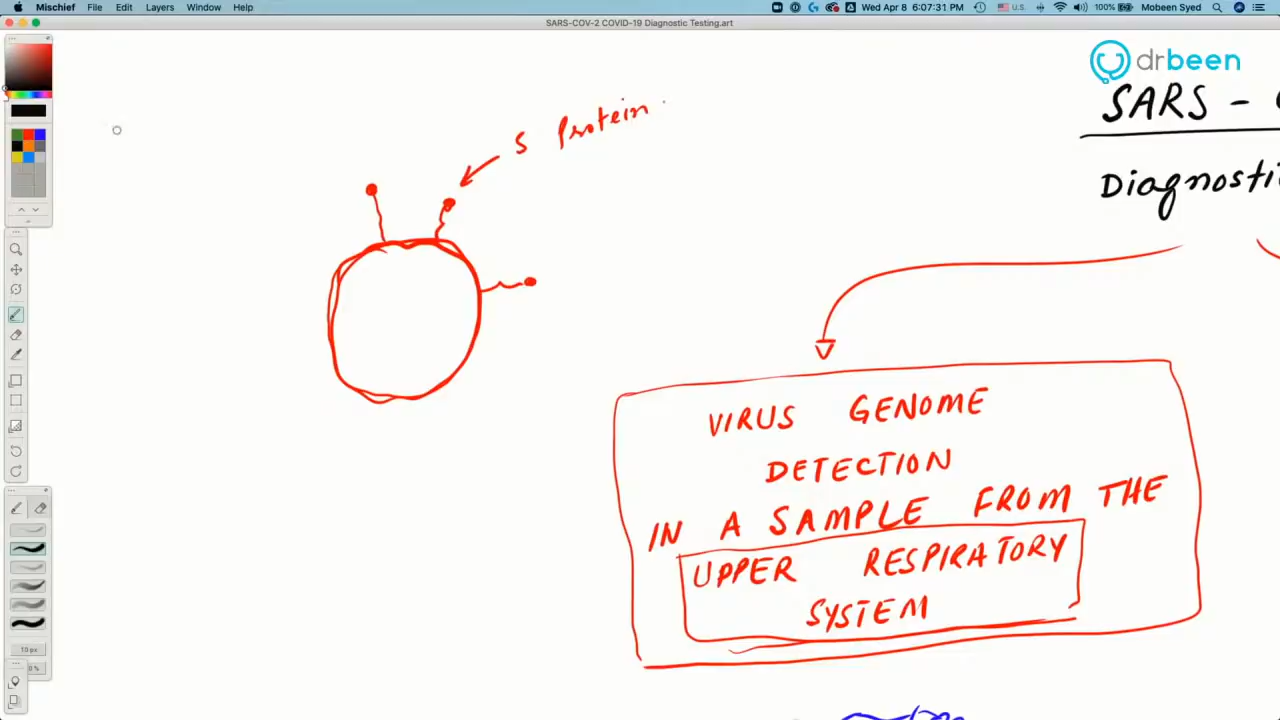 Mischief File Edit Layers Window Help
100% Wed Apr 8 6:07:31 PM Mobeen Syed
SARS-COV-2 COVID-19 Diagnostic Testing.art
drbeen
SARS -
Diagnosti
S Protein
VIRUS GENOME
DETECTION
IN A SAMPLE FROM THE
UPPER RESPIRATORY
SYSTEM
10 px